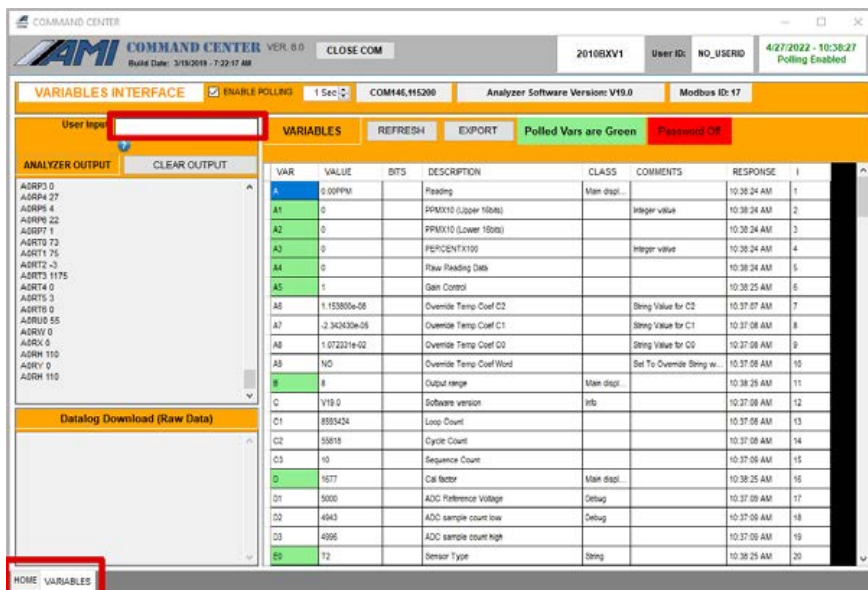 COMMAND CENTER
AMI COMMAND CENTER VER. 6.0 CLOSE COM 2010BXV1 User ID: NO_USERID 4/27/2022 - 10:38:27
Build Date: 3/19/2019 - 7:22:17 AM Polling Enabled
VARIABLES INTERFACE ENABLE POLLING 1 Sec COM146,115200 Analyzer Software Version: V19.0 Modbus ID: 17
User Input
VARIABLES REFRESH EXPORT Polled Vars are Green Password Off
ANALYZER OUTPUT CLEAR OUTPUT
A0RP3 0
A0RP4 27
A0RP5 4
A0RP6 22
A0RP7 1
A0RT0 73
A0RT1 75
A0RT2 -3
A0RT3 1175
A0RT4 0
A0RT5 3
A0RT6 0
A0RU0 55
A0RW 0
A0RX 0
A0RH 110
A0RY 0
A0RH 110
Datalog Download (Raw Data)
VAR VALUE BITS DESCRIPTION CLASS COMMENTS RESPONSE I
A 0.00PPM Reading Main displ... 10:38:24 AM 1
A1 0 PPMX10 (Upper 16bits) Integer value 10:38:24 AM 2
A2 0 PPMX10 (Lower 16bits) 10:38:24 AM 3
A3 0 PERCENTX100 Integer value 10:38:24 AM 4
A4 0 Raw Reading Data 10:38:24 AM 5
A5 1 Gain Control 10:38:25 AM 6
A6 1.153800e-08 Override Temp Coef C2 String Value for C2 10:37:07 AM 7
A7 -2.342430e-05 Override Temp Coef C1 String Value for C1 10:37:08 AM 8
A8 1.072031e-02 Override Temp Coef C0 String Value for C0 10:37:08 AM 9
A9 NO Override Temp Coef Word Set To Override String w... 10:37:08 AM 10
B 8 Output range Main displ... 10:38:25 AM 11
C V19.0 Software version Info 10:37:08 AM 12
C1 8593424 Loop Count 10:37:08 AM 13
C2 55818 Cycle Count 10:37:08 AM 14
C3 10 Sequence Count 10:37:09 AM 15
D 1677 Cal factor Main displ... 10:38:25 AM 16
D1 5000 ADC Reference Voltage Debug 10:37:09 AM 17
D2 4943 ADC sample count low Debug 10:37:09 AM 18
D3 4995 ADC sample count high 10:37:09 AM 19
E0 72 Sensor Type String 10:38:25 AM 20
HOME VARIABLES